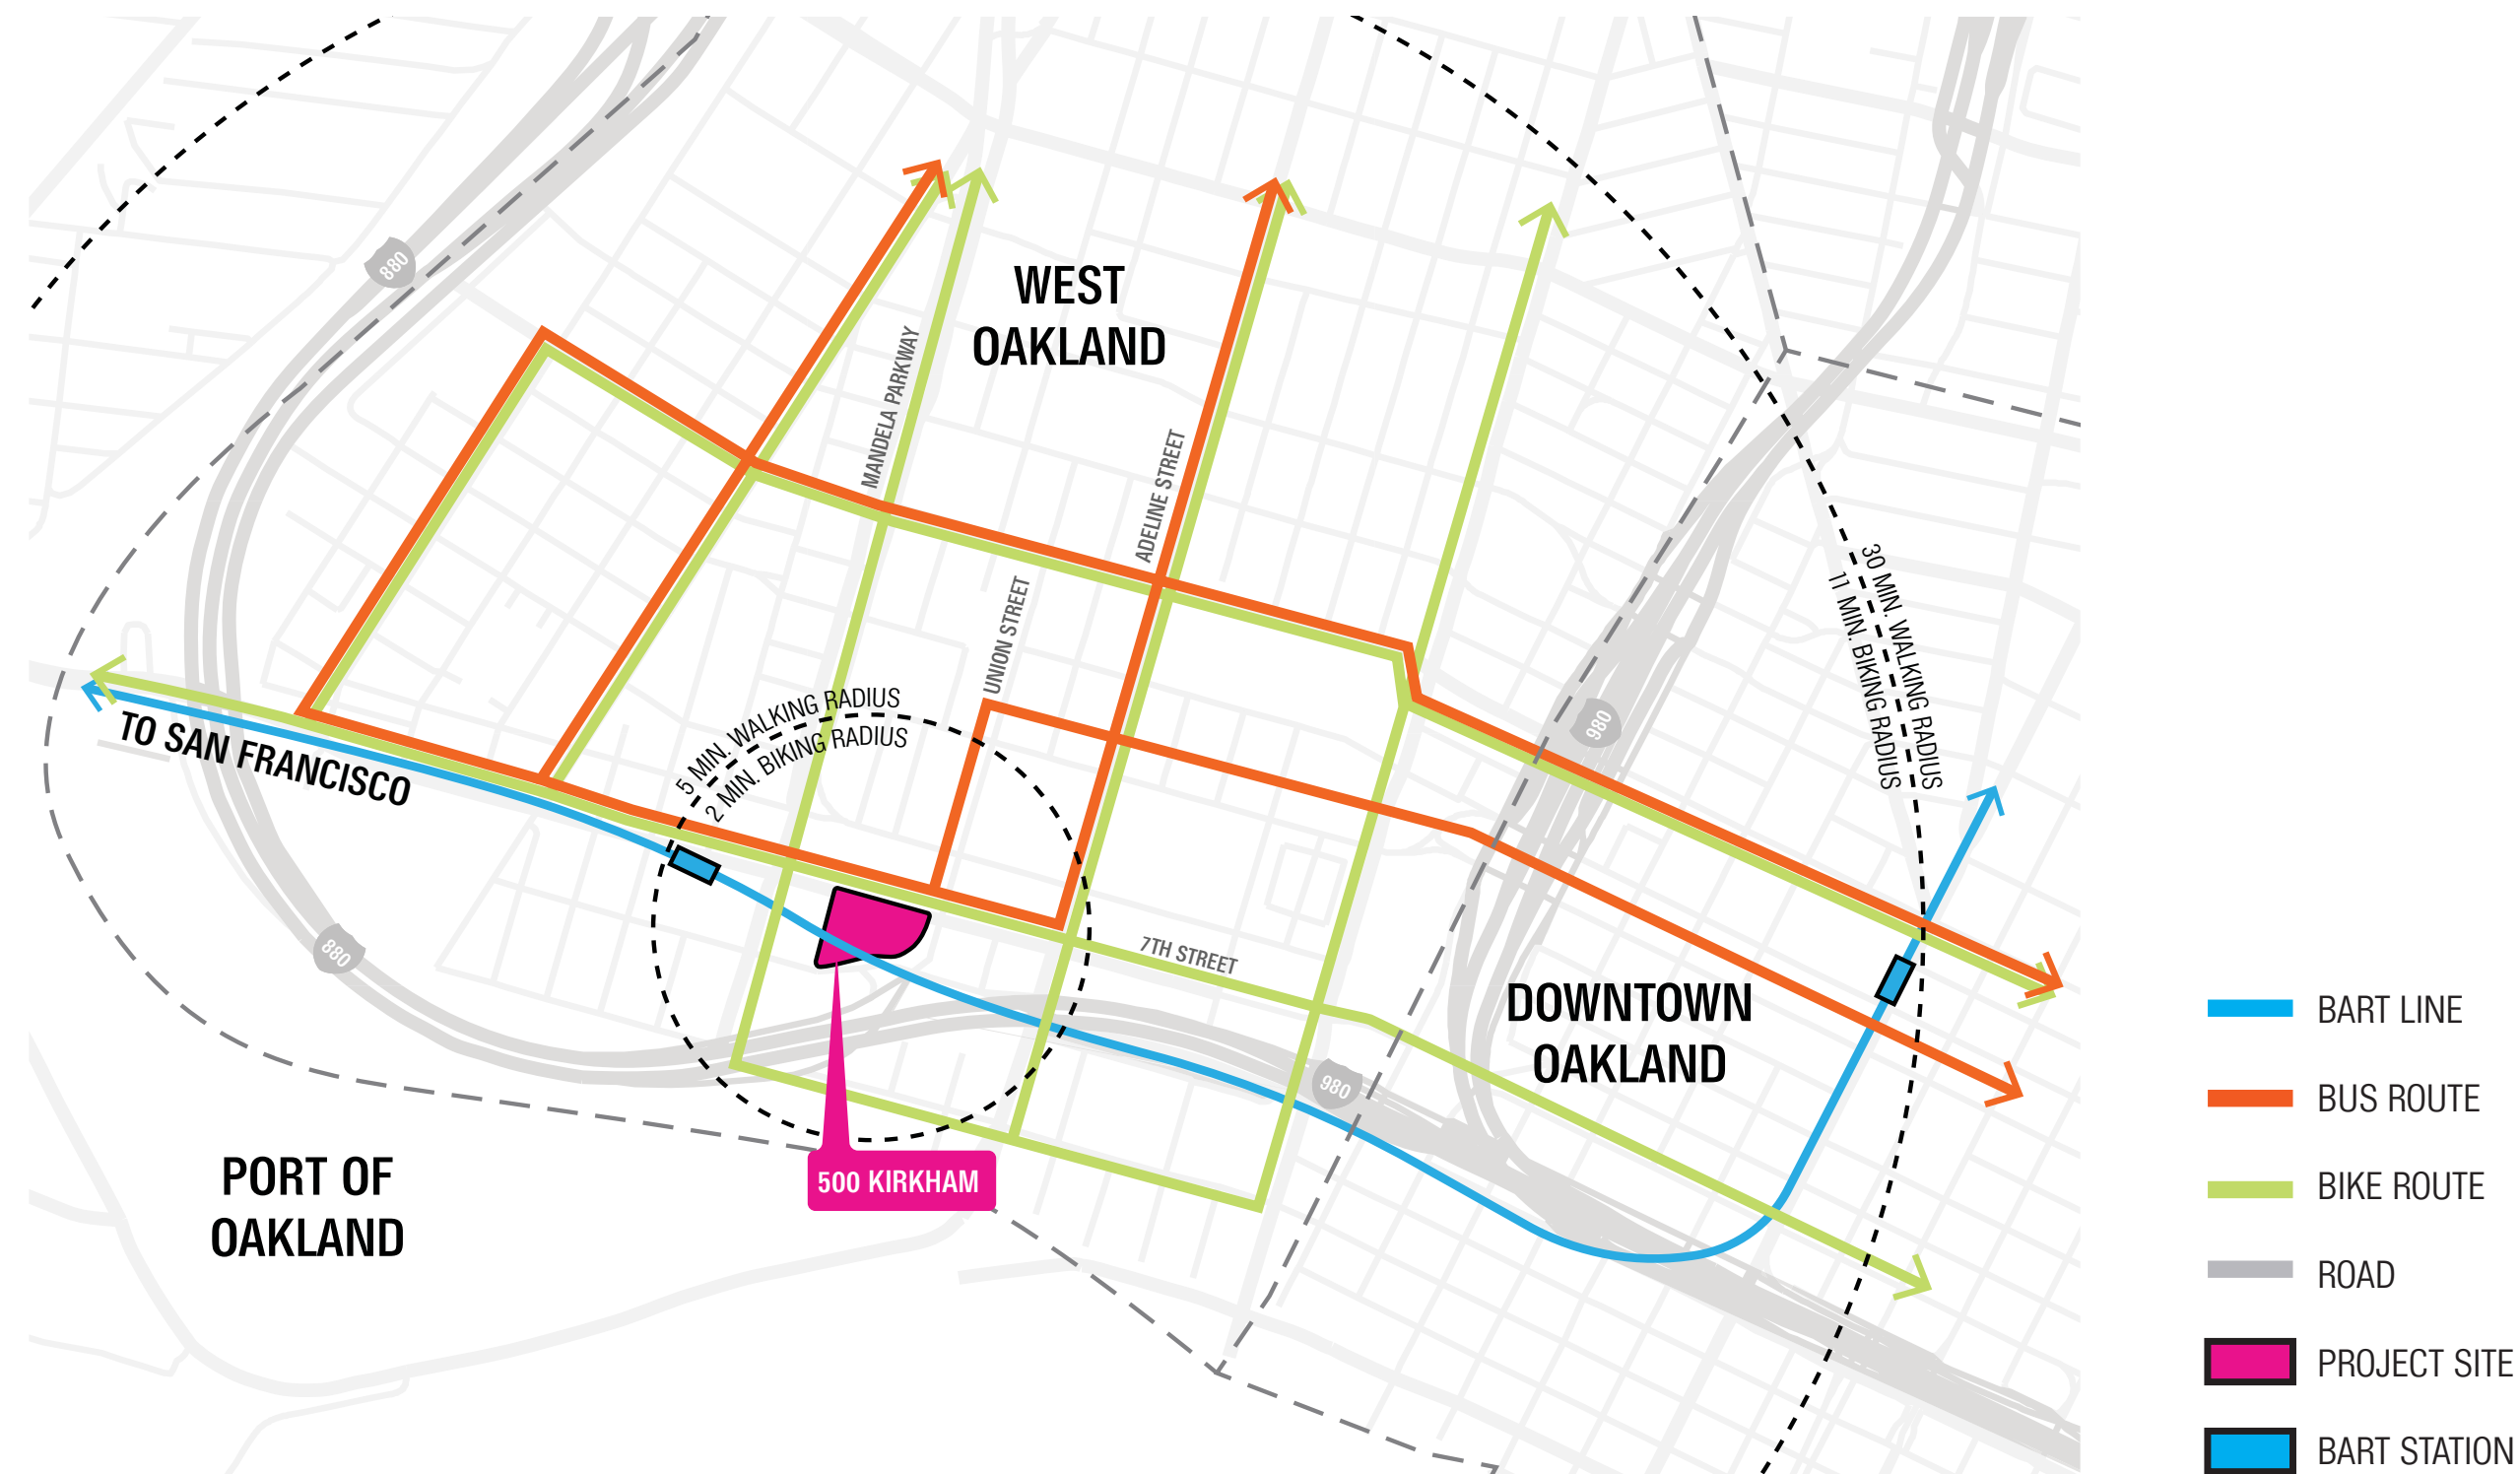 880
WEST
OAKLAND
MANDELA PARKWAY
ADELINE STREET
UNION STREET
30 MIN. WALKING RADIUS
11 MIN. BIKING RADIUS
5 MIN. WALKING RADIUS
2 MIN. BIKING RADIUS
980
TO SAN FRANCISCO
880
7TH STREET
DOWNTOWN
OAKLAND
980
500 KIRKHAM
PORT OF
OAKLAND
BART LINE
BUS ROUTE
BIKE ROUTE
ROAD
PROJECT SITE
BART STATION